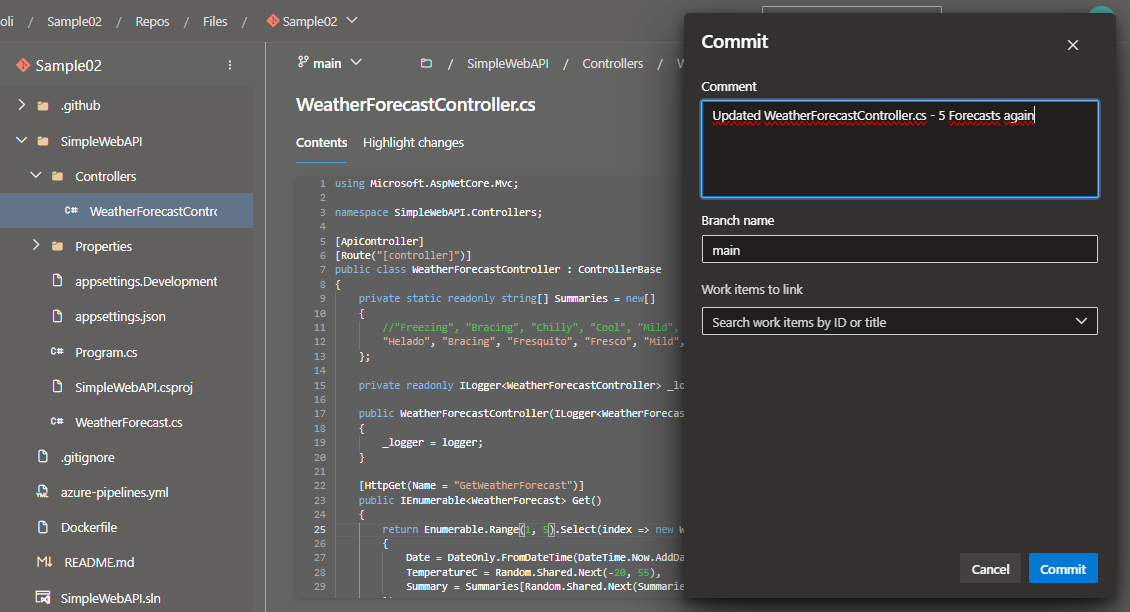 oli / Sample02 / Repos / Files / Sample02
Sample02
.github
SimpleWebAPI
Controllers
C# WeatherForecastContro
Properties
appsettings.Development
appsettings.json
C# Program.cs
SimpleWebAPI.csproj
C# WeatherForecast.cs
.gitignore
azure-pipelines.yml
Dockerfile
M↓ README.md
SimpleWebAPI.sln
main / SimpleWebAPI / Controllers / W
WeatherForecastController.cs
Contents Highlight changes
1 using Microsoft.AspNetCore.Mvc;
2
3 namespace SimpleWebAPI.Controllers;
4
5 [ApiController]
6 [Route("[controller]")]
7 public class WeatherForecastController : ControllerBase
8 {
9 private static readonly string[] Summaries = new[]
10 {
11 //"Freezing", "Bracing", "Chilly", "Cool", "Mild",
12 "Helado", "Bracing", "Fresquito", "Fresco", "Mild",
13 };
14
15 private readonly ILogger<WeatherForecastController> _lo
16
17 public WeatherForecastController(ILogger<WeatherForecas
18 {
19 _logger = logger;
20 }
21
22 [HttpGet(Name = "GetWeatherForecast")]
23 public IEnumerable<WeatherForecast> Get()
24 {
25 return Enumerable.Range(1, 5).Select(index => new W
26 {
27 Date = DateOnly.FromDateTime(DateTime.Now.AddDa
28 TemperatureC = Random.Shared.Next(-20, 55),
29 Summary = Summaries[Random.Shared.Next(Summarie
Commit
Comment
Updated WeatherForecastController.cs - 5 Forecasts again
Branch name
main
Work items to link
Search work items by ID or title
Cancel Commit